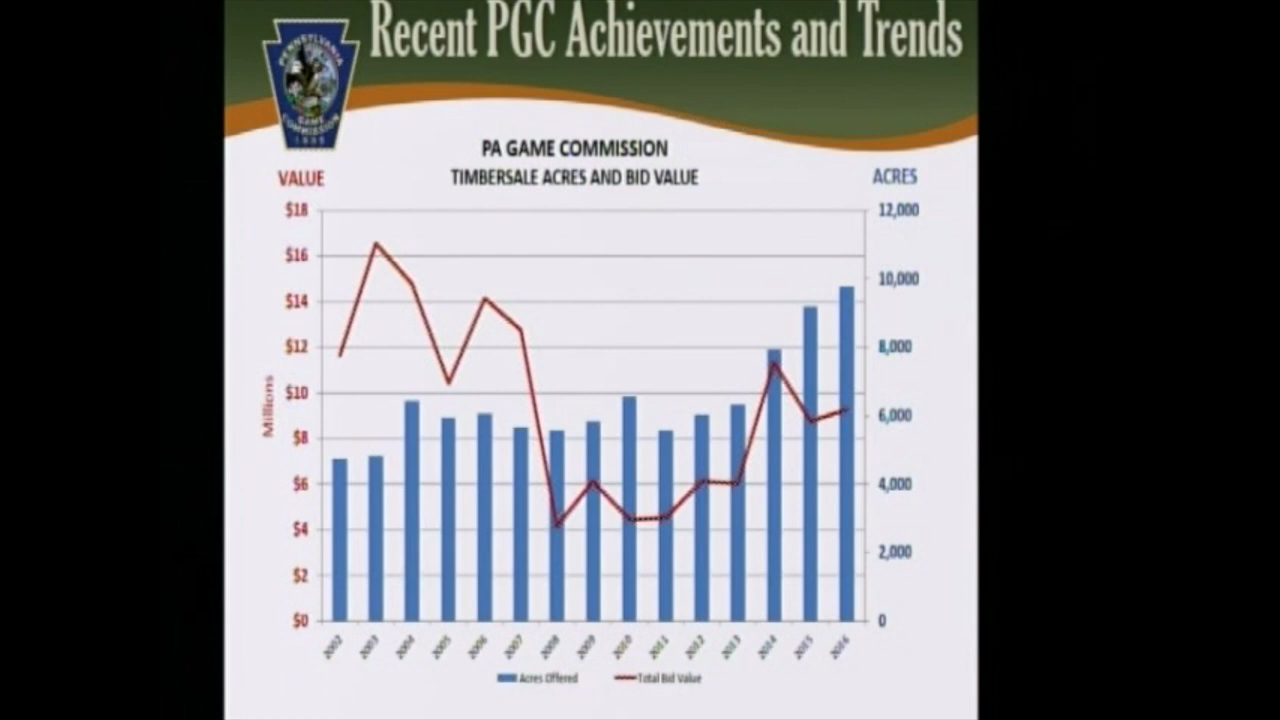 Recent PGC Achievements and Trends
PENNSYLVANIA
GAME
COMMISSION
PA GAME COMMISSION
TIMBERSALE ACRES AND BID VALUE
VALUE
ACRES
$18
$16
$14
$12
$10
$8
$6
$4
$2
$0
Millions
12,000
10,000
8,000
6,000
4,000
2,000
0
2002
2003
2004
2005
2006
2007
2008
2009
2010
2011
2012
2013
2014
2015
2016
Acres Offered
Total Bid Value